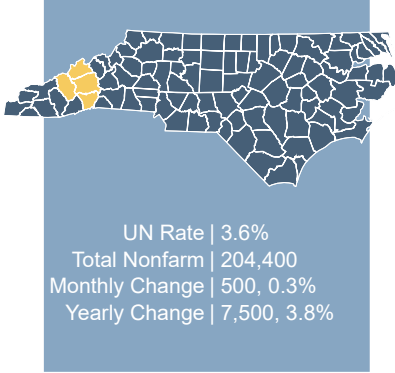 UN Rate | 3.6%
Total Nonfarm | 204,400
Monthly Change | 500, 0.3%
Yearly Change | 7,500, 3.8%